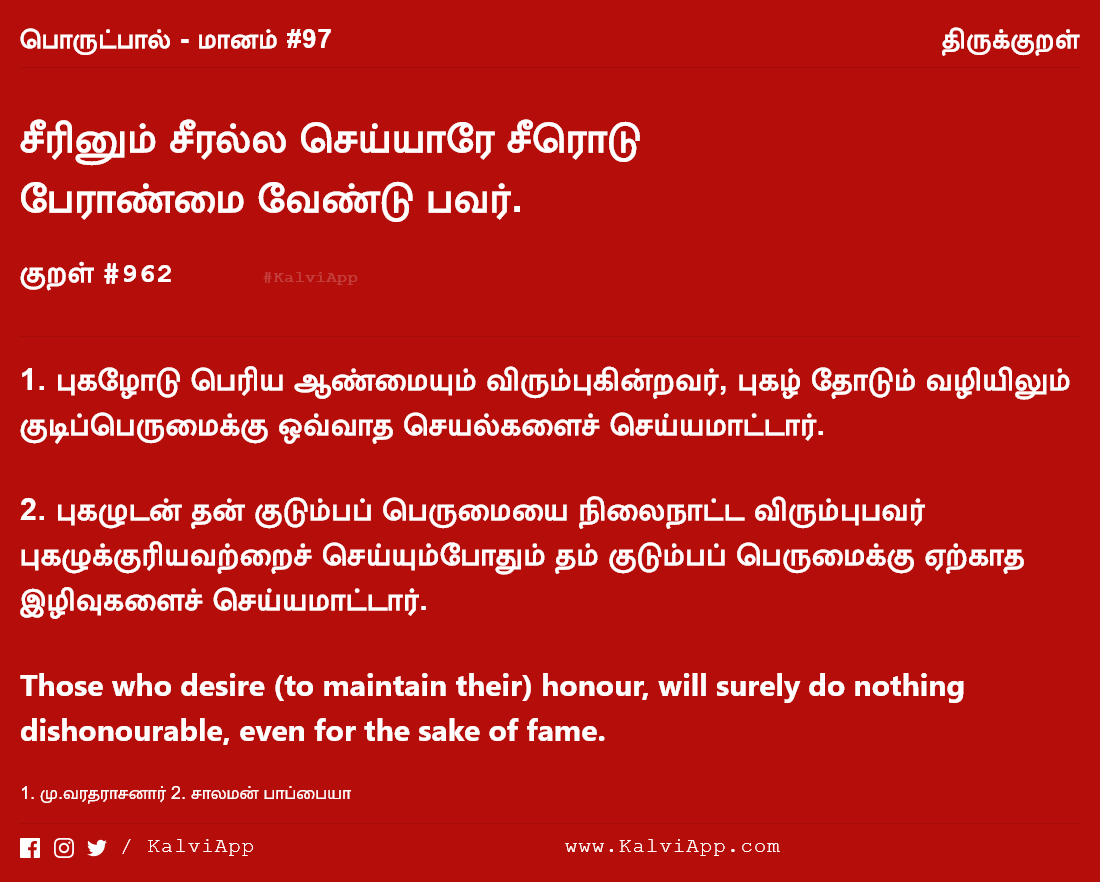 பொருட்பால் - மானம் #97
திருக்குறள்
சீரினும் சீரல்ல செய்யாரே சீரொடு
பேராண்மை வேண்டு பவர்.
குறள் #962
#KalviApp
1. புகழோடு பெரிய ஆண்மையும் விரும்புகின்றவர், புகழ் தோடும் வழியிலும்
குடிப்பெருமைக்கு ஒவ்வாத செயல்களைச் செய்யமாட்டார்.
2. புகழுடன் தன் குடும்பப் பெருமையை நிலைநாட்ட விரும்புபவர்
புகழுக்குரியவற்றைச் செய்யும்போதும் தம் குடும்பப் பெருமைக்கு ஏற்காத
இழிவுகளைச் செய்யமாட்டார்.
Those who desire (to maintain their) honour, will surely do nothing
dishonourable, even for the sake of fame.
1. மு.வரதராசனார் 2. சாலமன் பாப்பையா
/ KalviApp
www.KalviApp.com